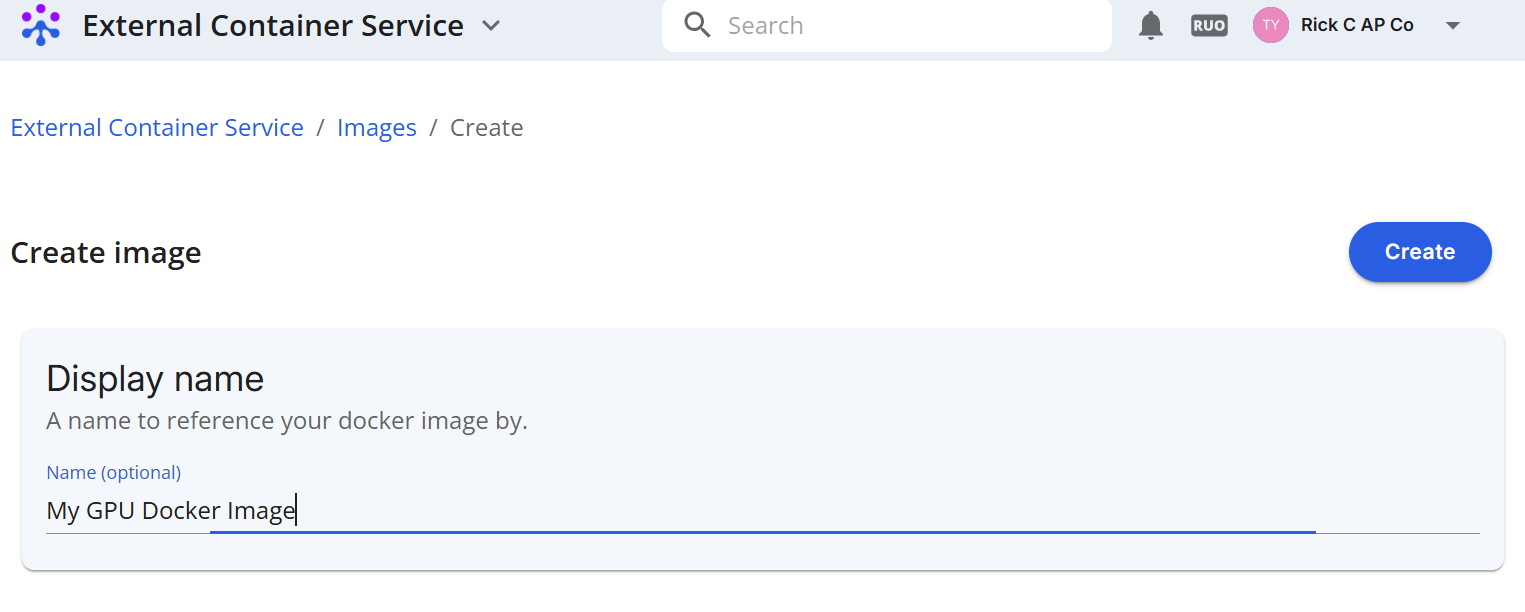 External Container Service
Search
RUO
TY
Rick C AP Co
External Container Service / Images / Create
Create image
Create
Display name
A name to reference your docker image by.
Name (optional)
My GPU Docker Image